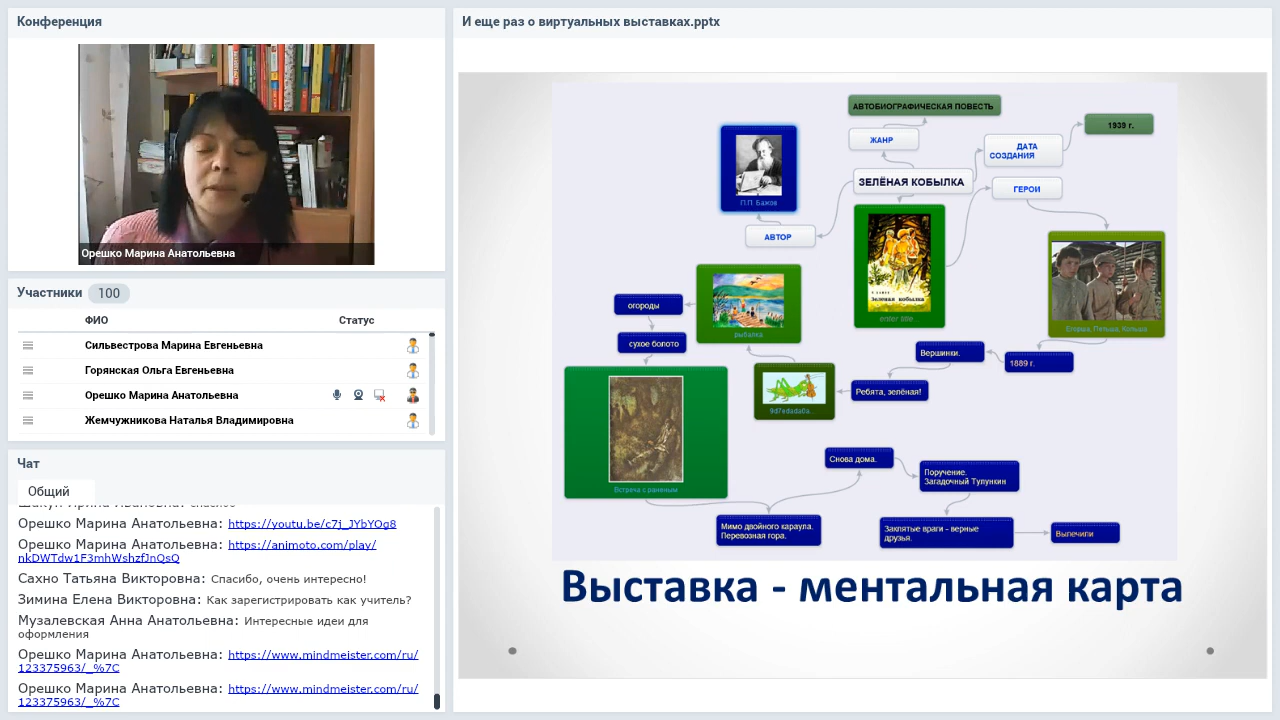 Конференция
Орешко Марина Анатольевна
Участники 100
ФИО Статус
Сильвестрова Марина Евгеньевна
Горянская Ольга Евгеньевна
Орешко Марина Анатольевна
Жемчужникова Наталья Владимировна
Чат
Общий
Орешко Марина Анатольевна: https://youtu.be/c7j_JYbYOg8
Орешко Марина Анатольевна: https://animoto.com/play/
nkDWTdw1F3mhWshzfJnQsQ
Сахно Татьяна Викторовна: Спасибо, очень интересно!
Зимина Елена Викторовна: Как зарегистрировать как учитель?
Музалевская Анна Анатольевна: Интересные идеи для
оформления
Орешко Марина Анатольевна: https://www.mindmeister.com/ru/
123375963/_%7C
Орешко Марина Анатольевна: https://www.mindmeister.com/ru/
123375963/_%7C
И еще раз о виртуальных выставках.pptx
АВТОБИОГРАФИЧЕСКАЯ ПОВЕСТЬ
ЖАНР
1939 г.
ДАТА
СОЗДАНИЯ
ЗЕЛЁНАЯ КОБЫЛКА
ГЕРОИ
П.П. Бажов
АВТОР
зеленая кобылка
enter title
Егорша, Петька, Кольша
рыбалка
огороды
сухое болото
Вершинки.
1889 г.
Ребята, зелёная!
9d7edada0a...
Встреча с раненым
Снова дома.
Поручение.
Загадочный Тулункин
Мимо двойного караула.
Перевозная гора.
Заклятые враги - верные
друзья.
Вылечили
Выставка - ментальная карта